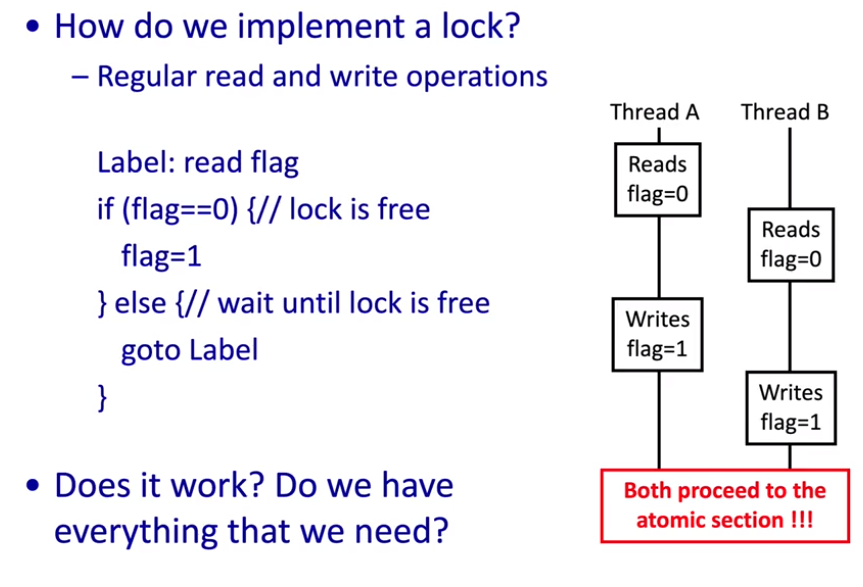 • How do we implement a lock?
– Regular read and write operations
Label: read flag
if (flag==0) {// lock is free
flag=1
} else {// wait until lock is free
goto Label
}
• Does it work? Do we have
everything that we need?
Thread A
Thread B
Reads
flag=0
Reads
flag=0
Writes
flag=1
Writes
flag=1
Both proceed to the
atomic section !!!